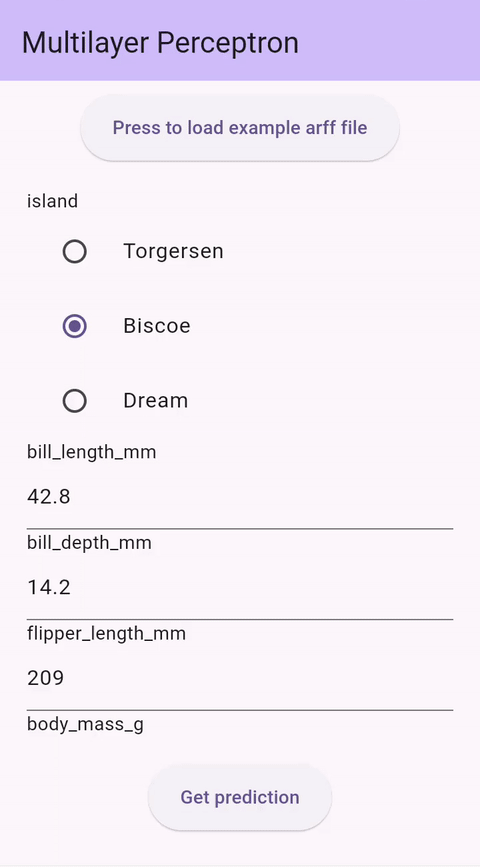 Multilayer Perceptron
Press to load example arff file
island
Torgersen
Biscoe
Dream
bill_length_mm
42.8
bill_depth_mm
14.2
flipper_length_mm
209
body_mass_g
Get prediction